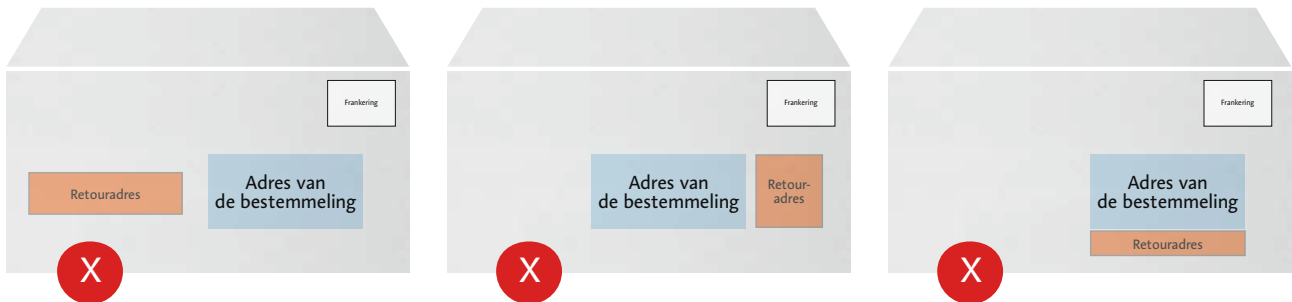 Frankering
Retouradres
Adres van
de bestemmeling
X
Frankering
Adres van
de bestemmeling
Retour-
adres
X
Frankering
Adres van
de bestemmeling
Retouradres
X